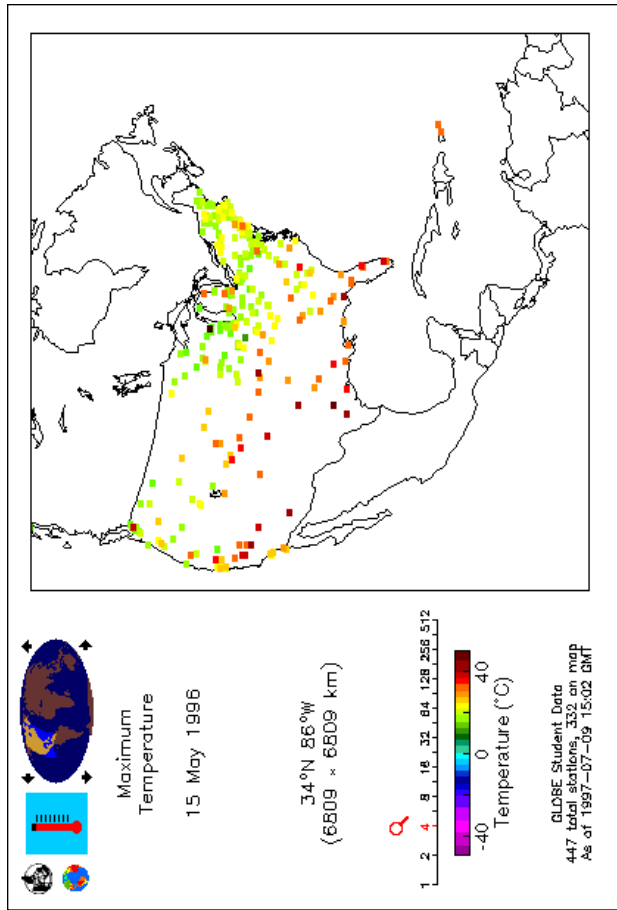 Maximum
Temperature
15 May 1996
34°N 86°W
(6809 × 6809 km)
1 2 4 8 16 32 64 128 256 512
-40 0 40
Temperature (°C)
GLOBE Student Data
447 total stations, 332 on map
As of 1997-07-09 15:02 GMT